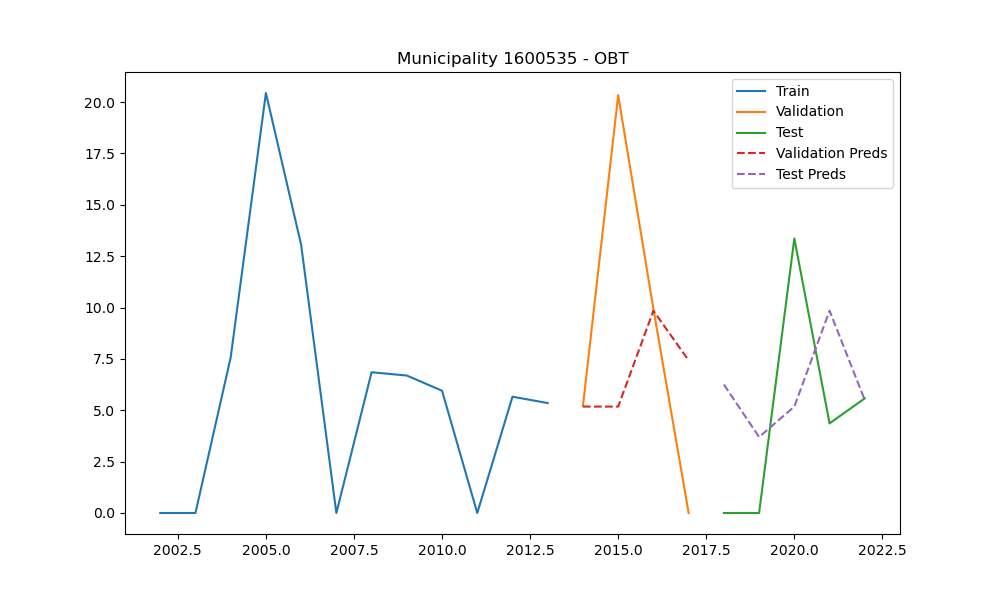 Municipality 1600535 - OBT
Train
Validation
Test
Validation Preds
Test Preds
20.0
17.5
15.0
12.5
10.0
7.5
5.0
2.5
0.0
2002.5 2005.0 2007.5 2010.0 2012.5 2015.0 2017.5 2020.0 2022.5